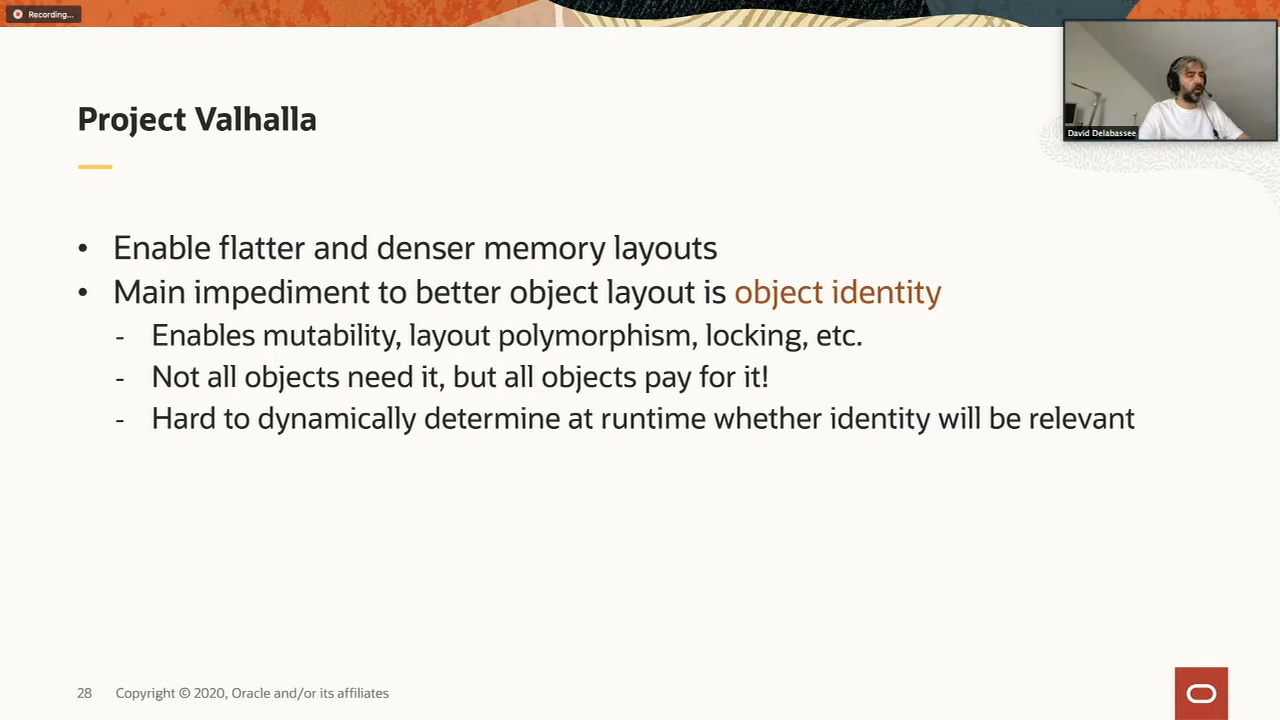 Recording...
David Delabassee
Project Valhalla
• Enable flatter and denser memory layouts
• Main impediment to better object layout is object identity
- Enables mutability, layout polymorphism, locking, etc.
- Not all objects need it, but all objects pay for it!
- Hard to dynamically determine at runtime whether identity will be relevant
28 Copyright © 2020, Oracle and/or its affiliates